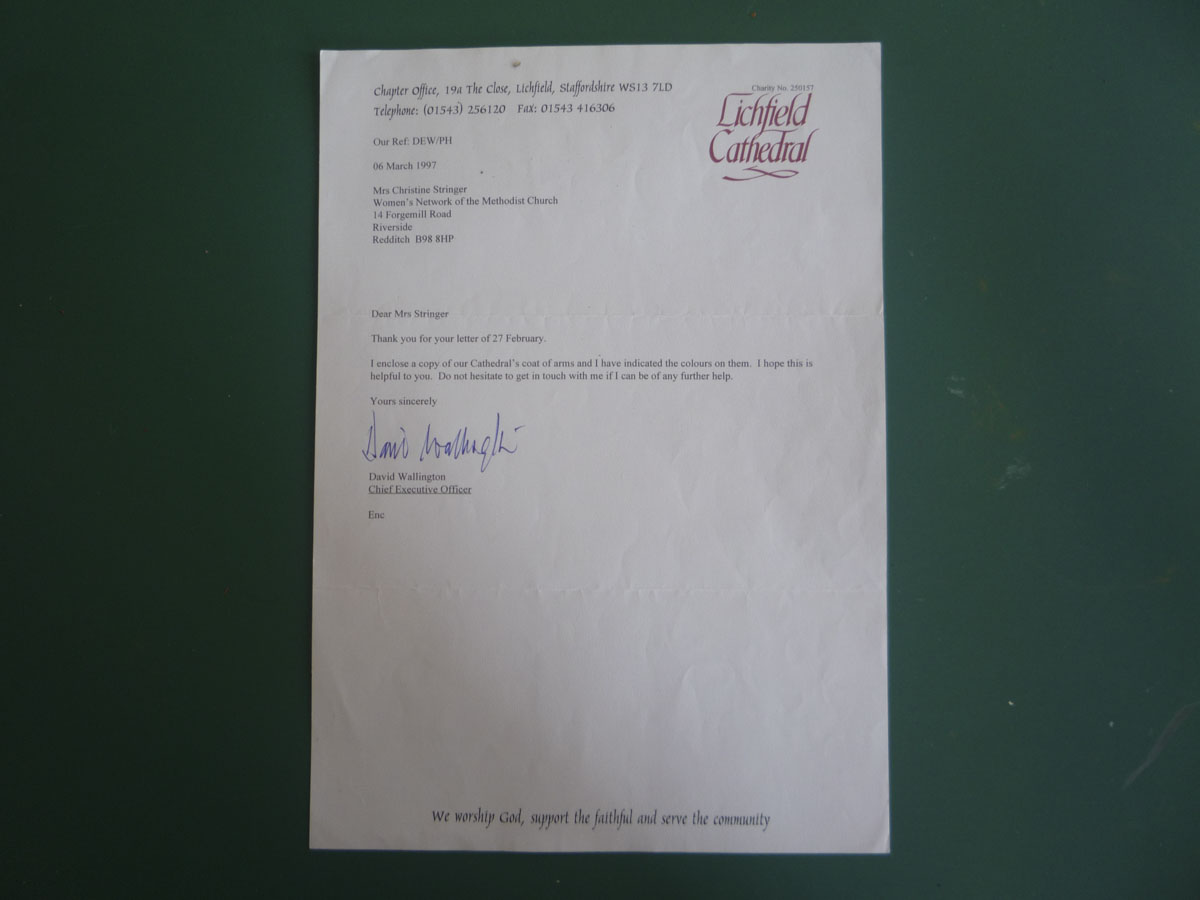 Chapter Office, 19a The Close, Lichfield, Staffordshire WS13 7LD
Telephone: (01543) 256120 Fax: 01543 416306
Charity No. 250157
Lichfield
Cathedral
Our Ref: DEW/PH
06 March 1997
Mrs Christine Stringer
Women's Network of the Methodist Church
14 Forgemill Road
Riverside
Redditch B98 8HP
Dear Mrs Stringer
Thank you for your letter of 27 February.
I enclose a copy of our Cathedral's coat of arms and I have indicated the colours on them. I hope this is
helpful to you. Do not hesitate to get in touch with me if I can be of any further help.
Yours sincerely
David Wallington
David Wallington
Chief Executive Officer
Enc
We worship God, support the faithful and serve the community